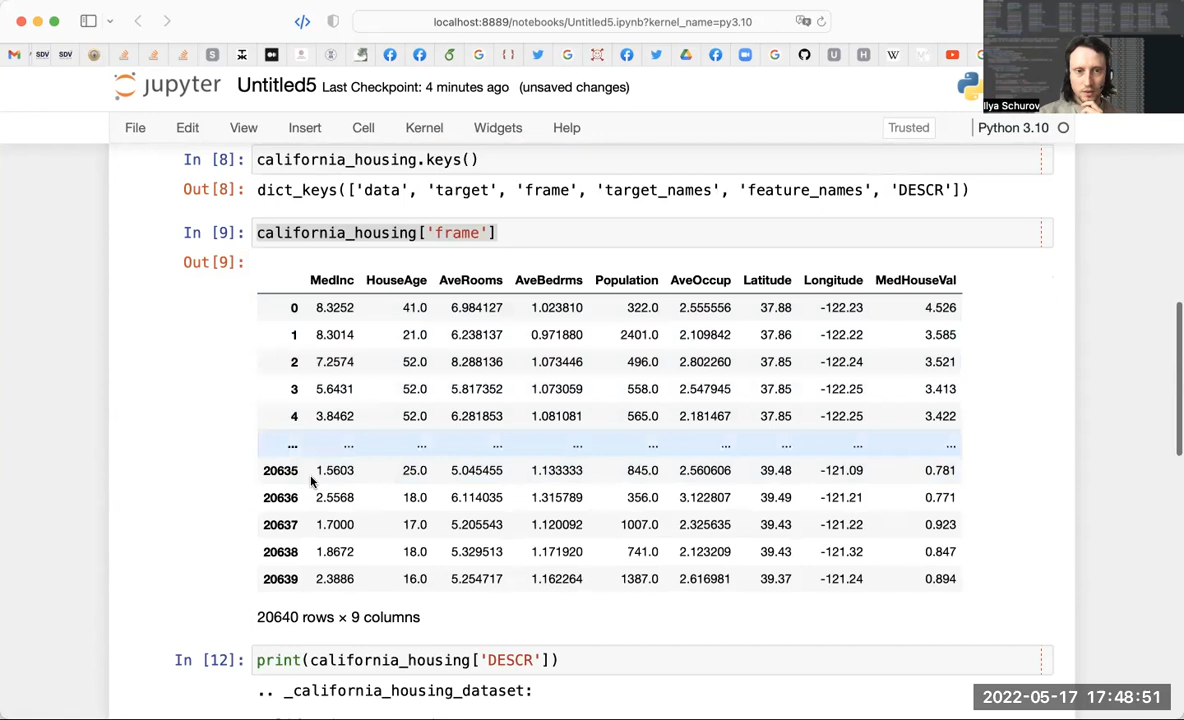 localhost:8889/notebooks/Untitled5.ipynb?kernel_name=py3.10
SDV SDV
Ilya Schurov
jupyter Untitled5 Last Checkpoint: 4 minutes ago (unsaved changes)
File Edit View Insert Cell Kernel Widgets Help Trusted Python 3.10
In [8]: california_housing.keys()
Out[8]: dict_keys(['data', 'target', 'frame', 'target_names', 'feature_names', 'DESCR'])
In [9]: california_housing['frame']
Out[9]:
MedInc HouseAge AveRooms AveBedrms Population AveOccup Latitude Longitude MedHouseVal
0 8.3252 41.0 6.984127 1.023810 322.0 2.555556 37.88 -122.23 4.526
1 8.3014 21.0 6.238137 0.971880 2401.0 2.109842 37.86 -122.22 3.585
2 7.2574 52.0 8.288136 1.073446 496.0 2.802260 37.85 -122.24 3.521
3 5.6431 52.0 5.817352 1.073059 558.0 2.547945 37.85 -122.25 3.413
4 3.8462 52.0 6.281853 1.081081 565.0 2.181467 37.85 -122.25 3.422
... ... ... ... ... ... ... ... ... ...
20635 1.5603 25.0 5.045455 1.133333 845.0 2.560606 39.48 -121.09 0.781
20636 2.5568 18.0 6.114035 1.315789 356.0 3.122807 39.49 -121.21 0.771
20637 1.7000 17.0 5.205543 1.120092 1007.0 2.325635 39.43 -121.22 0.923
20638 1.8672 18.0 5.329513 1.171920 741.0 2.123209 39.43 -121.32 0.847
20639 2.3886 16.0 5.254717 1.162264 1387.0 2.616981 39.37 -121.24 0.894
20640 rows × 9 columns
In [12]: print(california_housing['DESCR'])
.. _california_housing_dataset:
2022-05-17 17:48:51